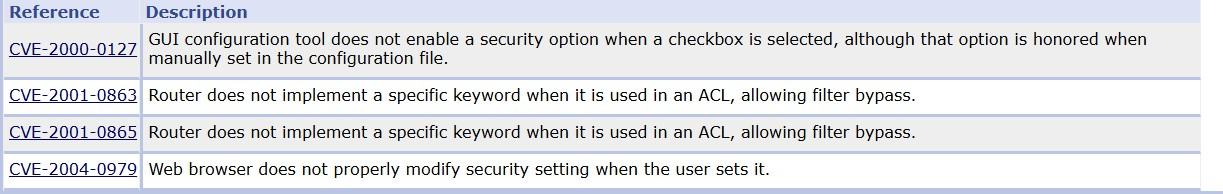 Reference Description
CVE-2000-0127 GUI configuration tool does not enable a security option when a checkbox is selected, although that option is honored when
manually set in the configuration file.
CVE-2001-0863 Router does not implement a specific keyword when it is used in an ACL, allowing filter bypass.
CVE-2001-0865 Router does not implement a specific keyword when it is used in an ACL, allowing filter bypass.
CVE-2004-0979 Web browser does not properly modify security setting when the user sets it.